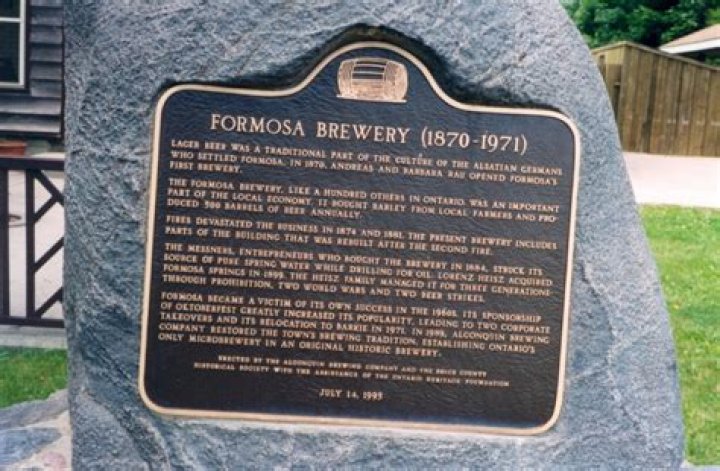 FORMOSA BREWERY (1870-1971)
LAGER BEER WAS A TRADITIONAL PART OF THE CULTURE OF THE ALSATIAN GERMANS
WHO SETTLED FORMOSA. IN 1870, ANDREAS AND BARBARA RAU OPENED FORMOSA'S
FIRST BREWERY.
THE FORMOSA BREWERY, LIKE A HUNDRED OTHERS IN ONTARIO, WAS AN IMPORTANT
PART OF THE LOCAL ECONOMY. IT BOUGHT BARLEY FROM LOCAL FARMERS AND PRO-
DUCED 500 BARRELS OF BEER ANNUALLY.
FIRES DEVASTATED THE BUSINESS IN 1874 AND 1881. THE PRESENT BREWERY INCLUDES
PARTS OF THE BUILDING THAT WAS REBUILT AFTER THE SECOND FIRE.
THE MESSNERS, ENTREPRENEURS WHO BOUGHT THE BREWERY IN 1884, STRUCK ITS
SOURCE OF PURE SPRING WATER WHILE DRILLING FOR OIL. LORENZ HEISZ ACQUIRED
FORMOSA SPRINGS IN 1899. THE HEISZ FAMILY MANAGED IT FOR THREE GENERATIONS
THROUGH PROHIBITION, TWO WORLD WARS AND TWO BEER STRIKES.
FORMOSA BECAME A VICTIM OF ITS OWN SUCCESS IN THE 1960s. ITS SPONSORSHIP
OF OKTOBERFEST GREATLY INCREASED ITS POPULARITY, LEADING TO TWO CORPORATE
TAKEOVERS AND ITS RELOCATION TO BARRIE IN 1971. IN ALGONQUIN BREWING
COMPANY RESTORED THE TOWN'S BREWING TRADITION, ESTABLISHING ONTARIO'S
ONLY MICROBREWERY IN AN ORIGINAL HISTORIC BREWERY.
ERECTED BY THE ALGONQUIN BREWING COMPANY AND THE BRUCE COUNTY
HISTORICAL SOCIETY WITH THE ASSISTANCE OF THE ONTARIO HERITAGE FOUNDATION
JULY 14, 1993